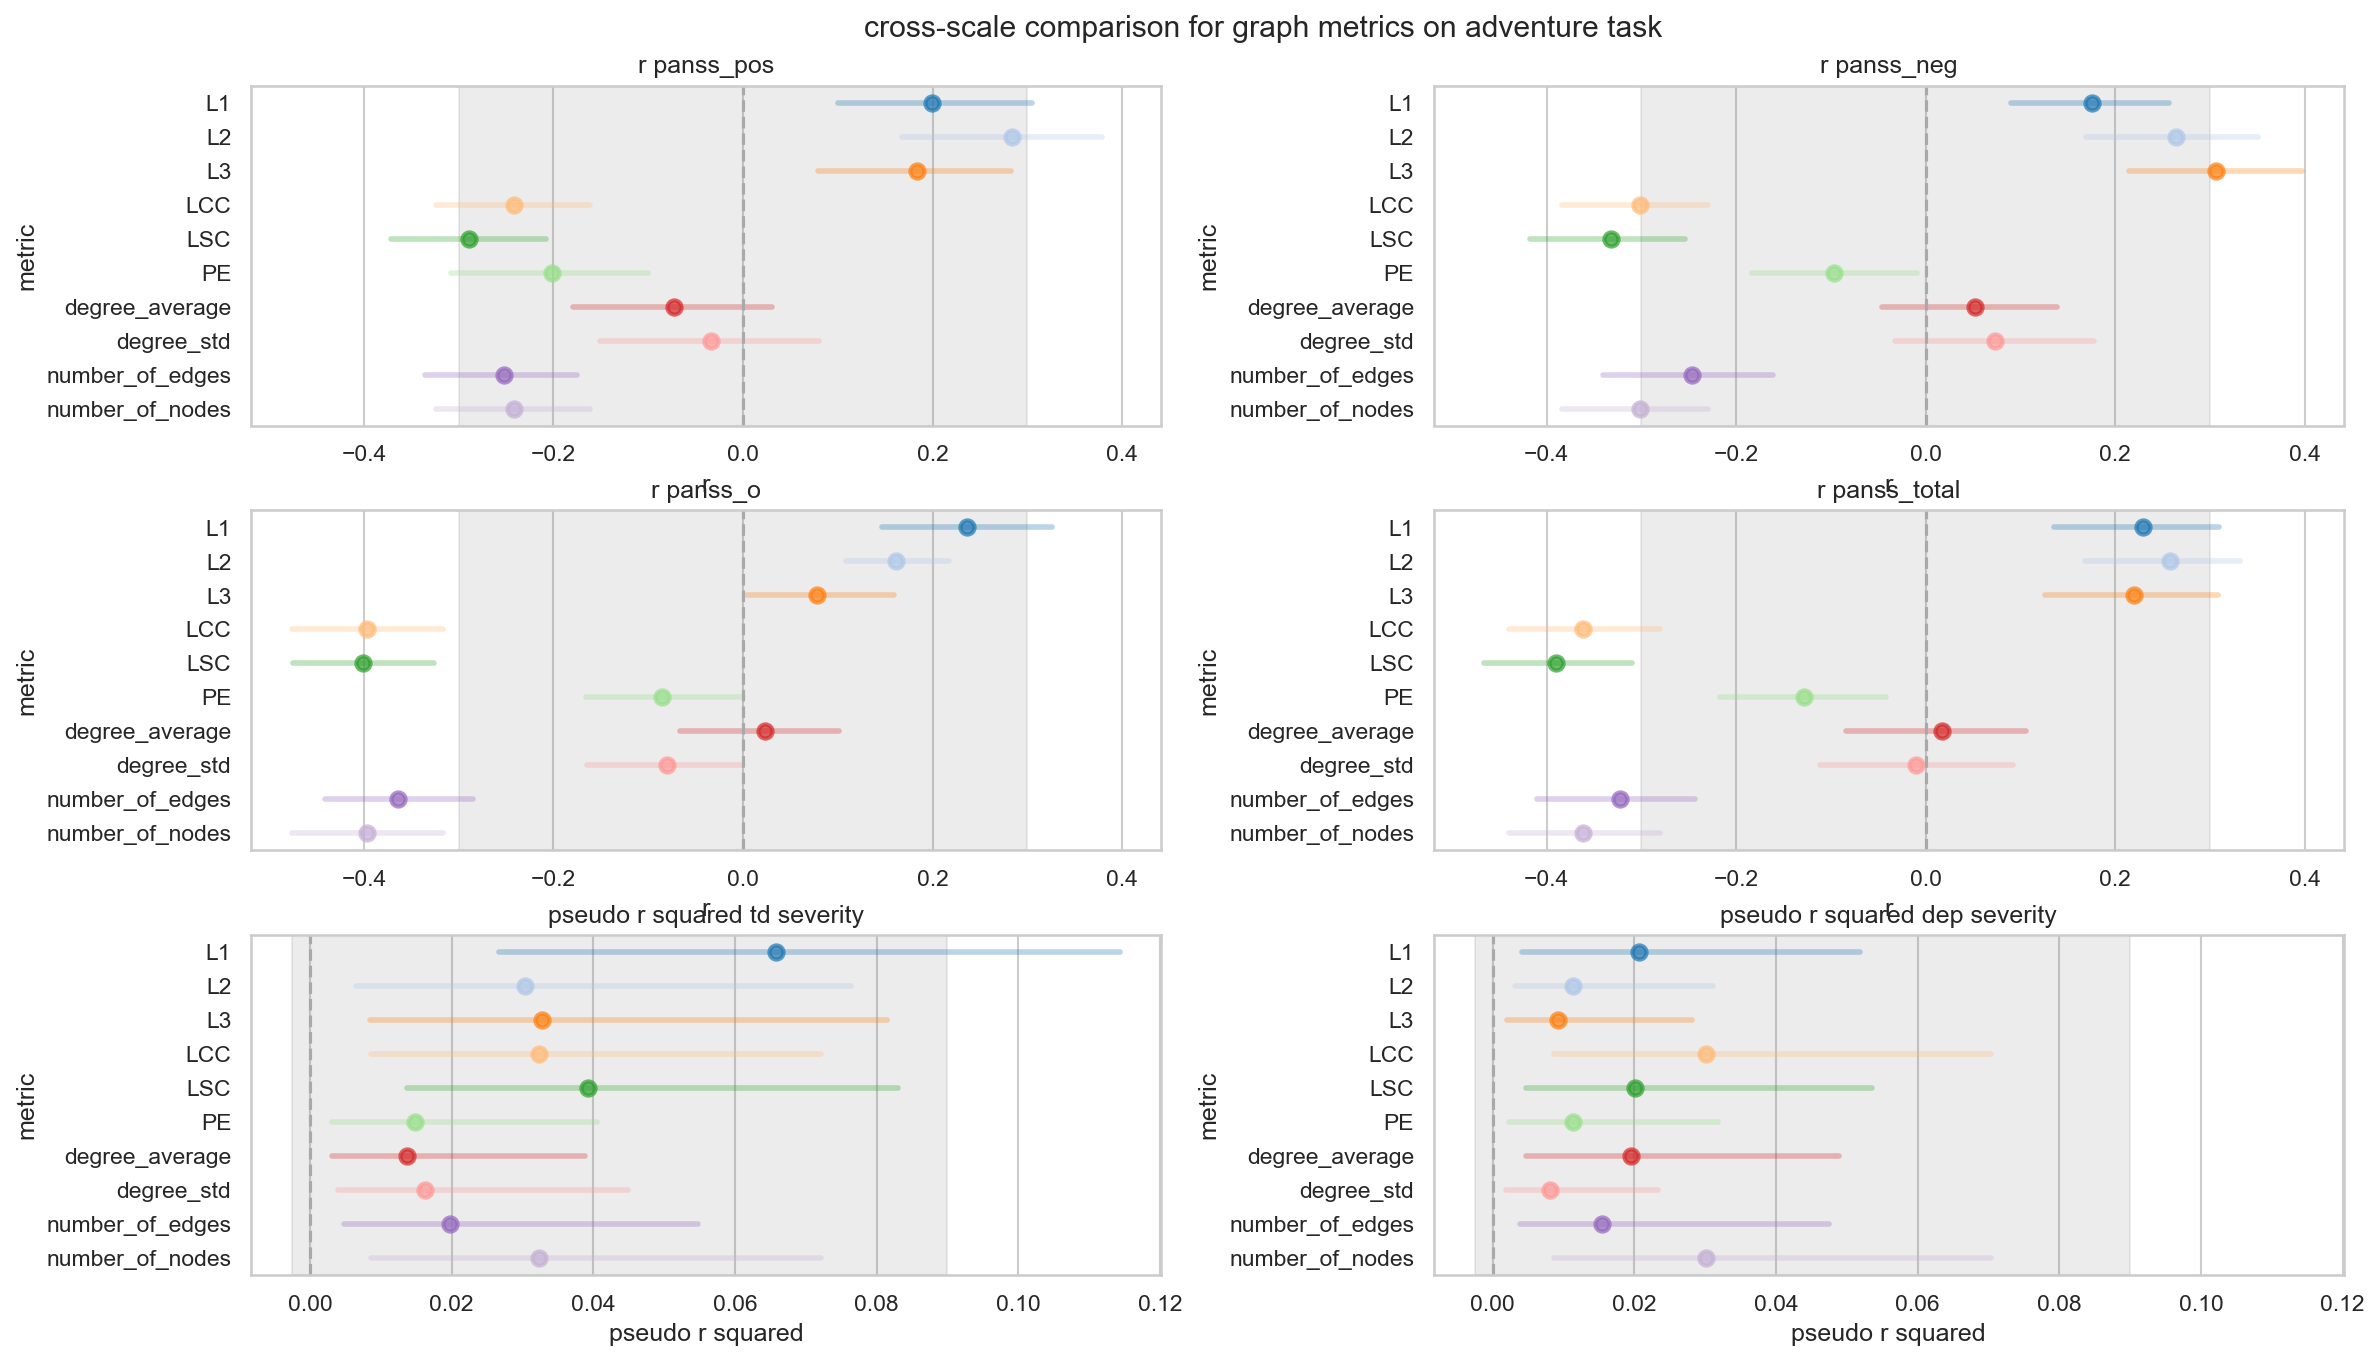 cross-scale comparison for graph metrics on adventure task
r panss_pos
metric
L1
L2
L3
LCC
LSC
PE
degree_average
degree_std
number_of_edges
number_of_nodes
−0.4 −0.2 0.0 0.2 0.4
r
r panss_neg
metric
L1
L2
L3
LCC
LSC
PE
degree_average
degree_std
number_of_edges
number_of_nodes
−0.4 −0.2 0.0 0.2 0.4
r
r panss_o
metric
L1
L2
L3
LCC
LSC
PE
degree_average
degree_std
number_of_edges
number_of_nodes
−0.4 −0.2 0.0 0.2 0.4
r
r panss_total
metric
L1
L2
L3
LCC
LSC
PE
degree_average
degree_std
number_of_edges
number_of_nodes
−0.4 −0.2 0.0 0.2 0.4
r
pseudo r squared td severity
metric
L1
L2
L3
LCC
LSC
PE
degree_average
degree_std
number_of_edges
number_of_nodes
0.00 0.02 0.04 0.06 0.08 0.10 0.12
pseudo r squared
pseudo r squared dep severity
metric
L1
L2
L3
LCC
LSC
PE
degree_average
degree_std
number_of_edges
number_of_nodes
0.00 0.02 0.04 0.06 0.08 0.10 0.12
pseudo r squared